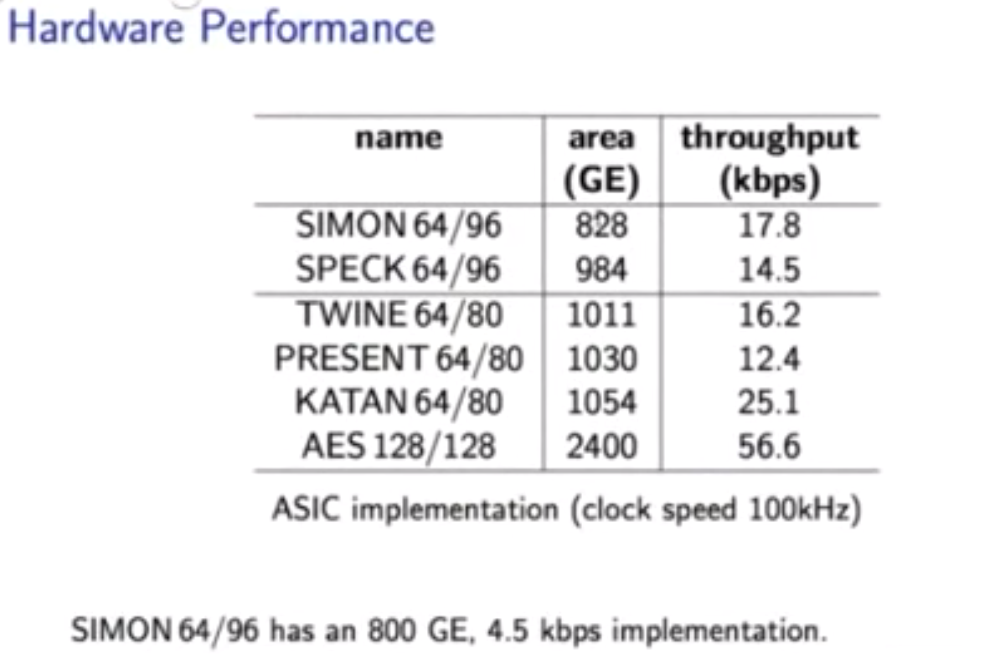 Hardware Performance
name area throughput
(GE) (kbps)
SIMON 64/96 828 17.8
SPECK 64/96 984 14.5
TWINE 64/80 1011 16.2
PRESENT 64/80 1030 12.4
KATAN 64/80 1054 25.1
AES 128/128 2400 56.6
ASIC implementation (clock speed 100kHz)
SIMON 64/96 has an 800 GE, 4.5 kbps implementation.